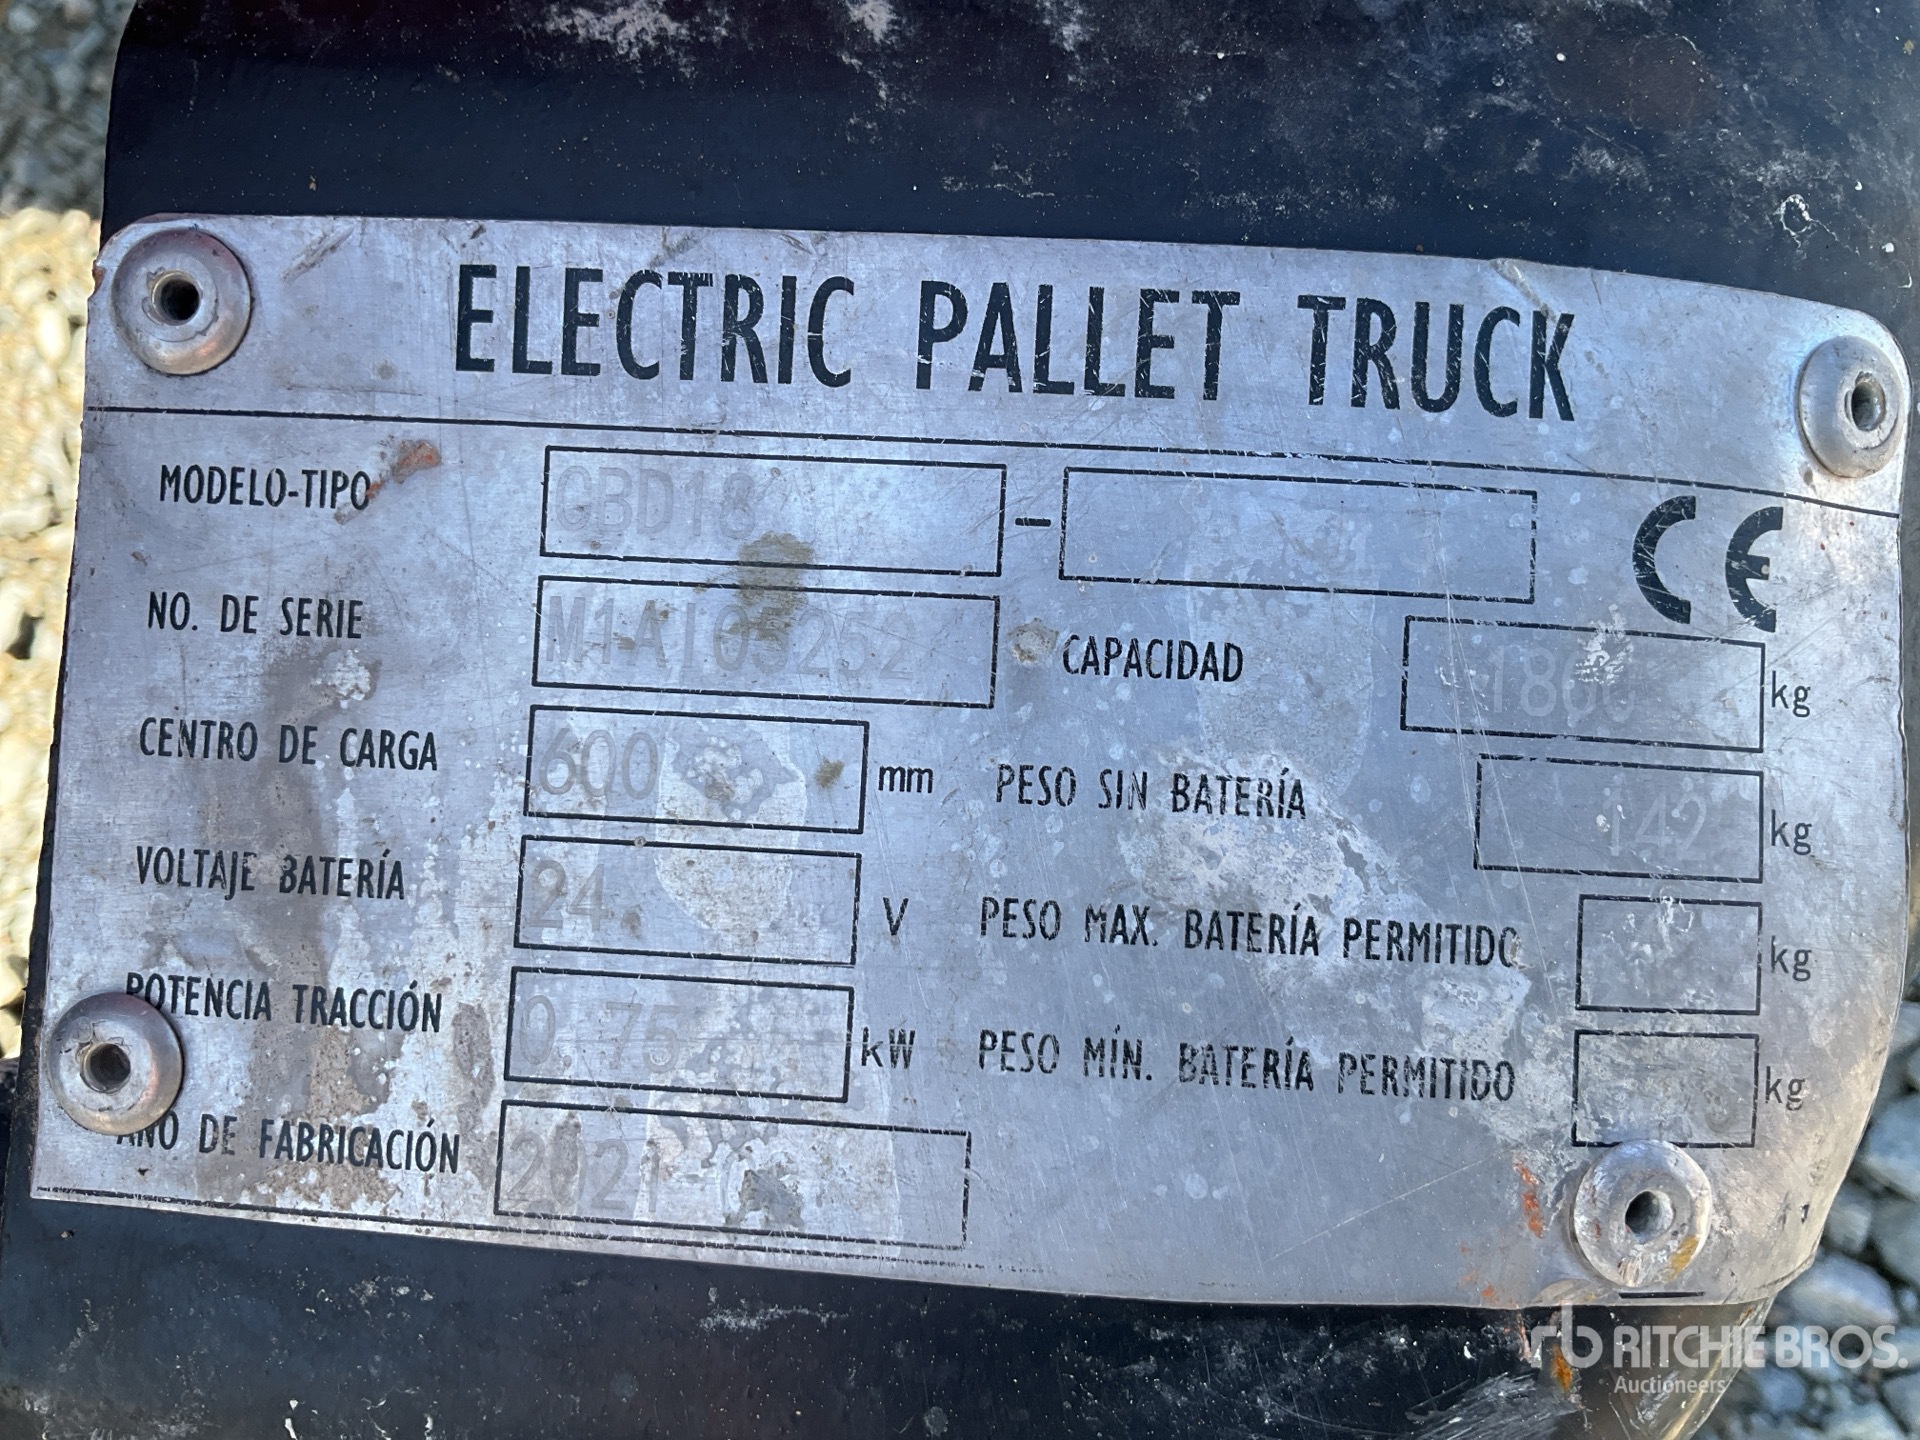 ELECTRIC PALLET TRUCK
MODELO-TIPO CBD18 -
CE
NO. DE SERIE M1AI05252
CAPACIDAD 1800 kg
CENTRO DE CARGA 600 mm
PESO SIN BATERÍA 142 kg
VOLTAJE BATERÍA 24 V
PESO MAX. BATERÍA PERMITIDO kg
POTENCIA TRACCIÓN 0.75 kW
PESO MÍN. BATERÍA PERMITIDO kg
AÑO DE FABRICACIÓN 2021
rb RITCHIE BROS.
Auctioneers